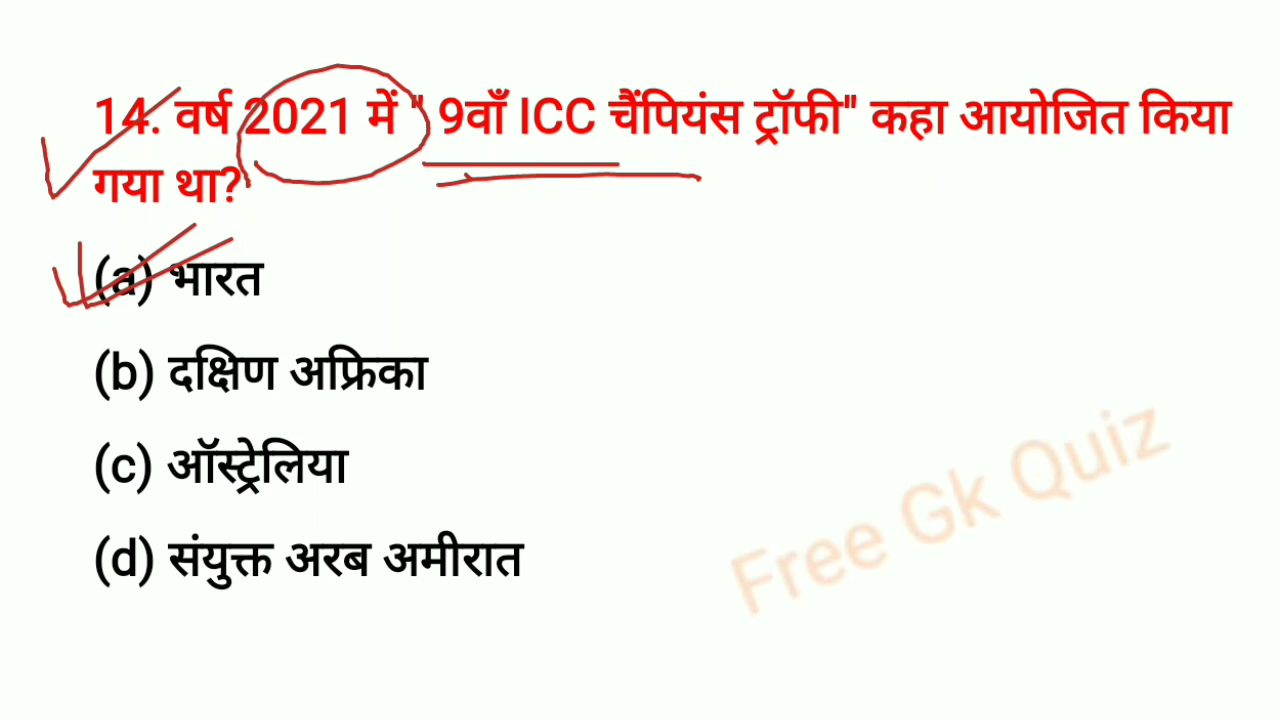 14. वर्ष 2021 में " 9वाँ ICC चैंपियंस ट्रॉफी" कहा आयोजित किया
गया था?
(a) भारत
(b) दक्षिण अफ्रिका
(c) ऑस्ट्रेलिया
(d) संयुक्त अरब अमीरात
Free Gk Quiz